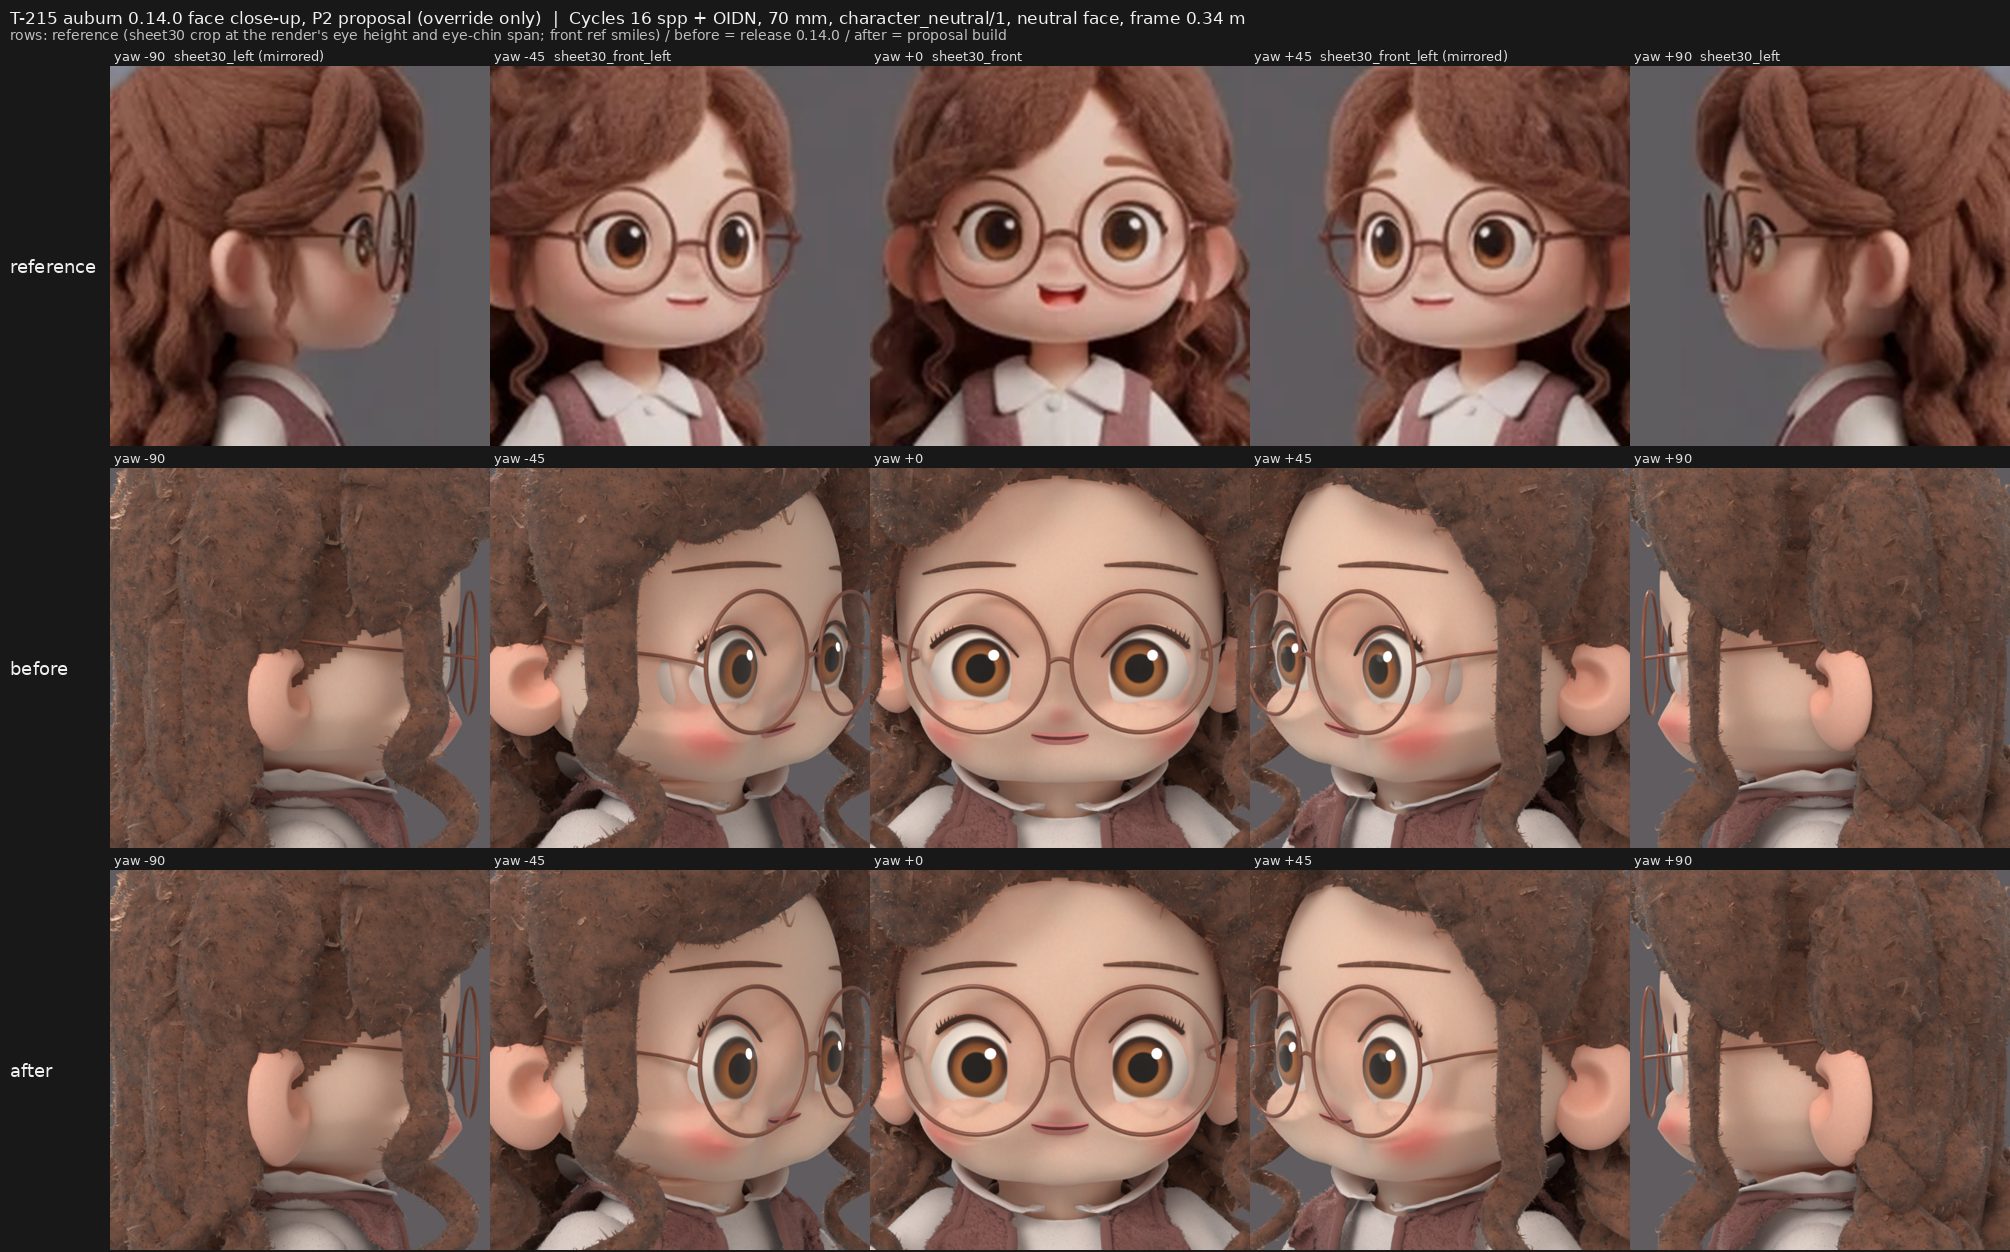 T-215 auburn 0.14.0 face close-up, P2 proposal (override only)  |  Cycles 16 spp + OIDN, 70 mm, character_neutral/1, neutral face, frame 0.34 m
rows: reference (sheet30 crop at the render's eye height and eye-chin span; front ref smiles) / before = release 0.14.0 / after = proposal build
yaw -90  sheet30_left (mirrored)
yaw -45  sheet30_front_left
yaw +0  sheet30_front
yaw +45  sheet30_front_left (mirrored)
yaw +90  sheet30_left
reference
yaw -90
yaw -45
yaw +0
yaw +45
yaw +90
before
yaw -90
yaw -45
yaw +0
yaw +45
yaw +90
after